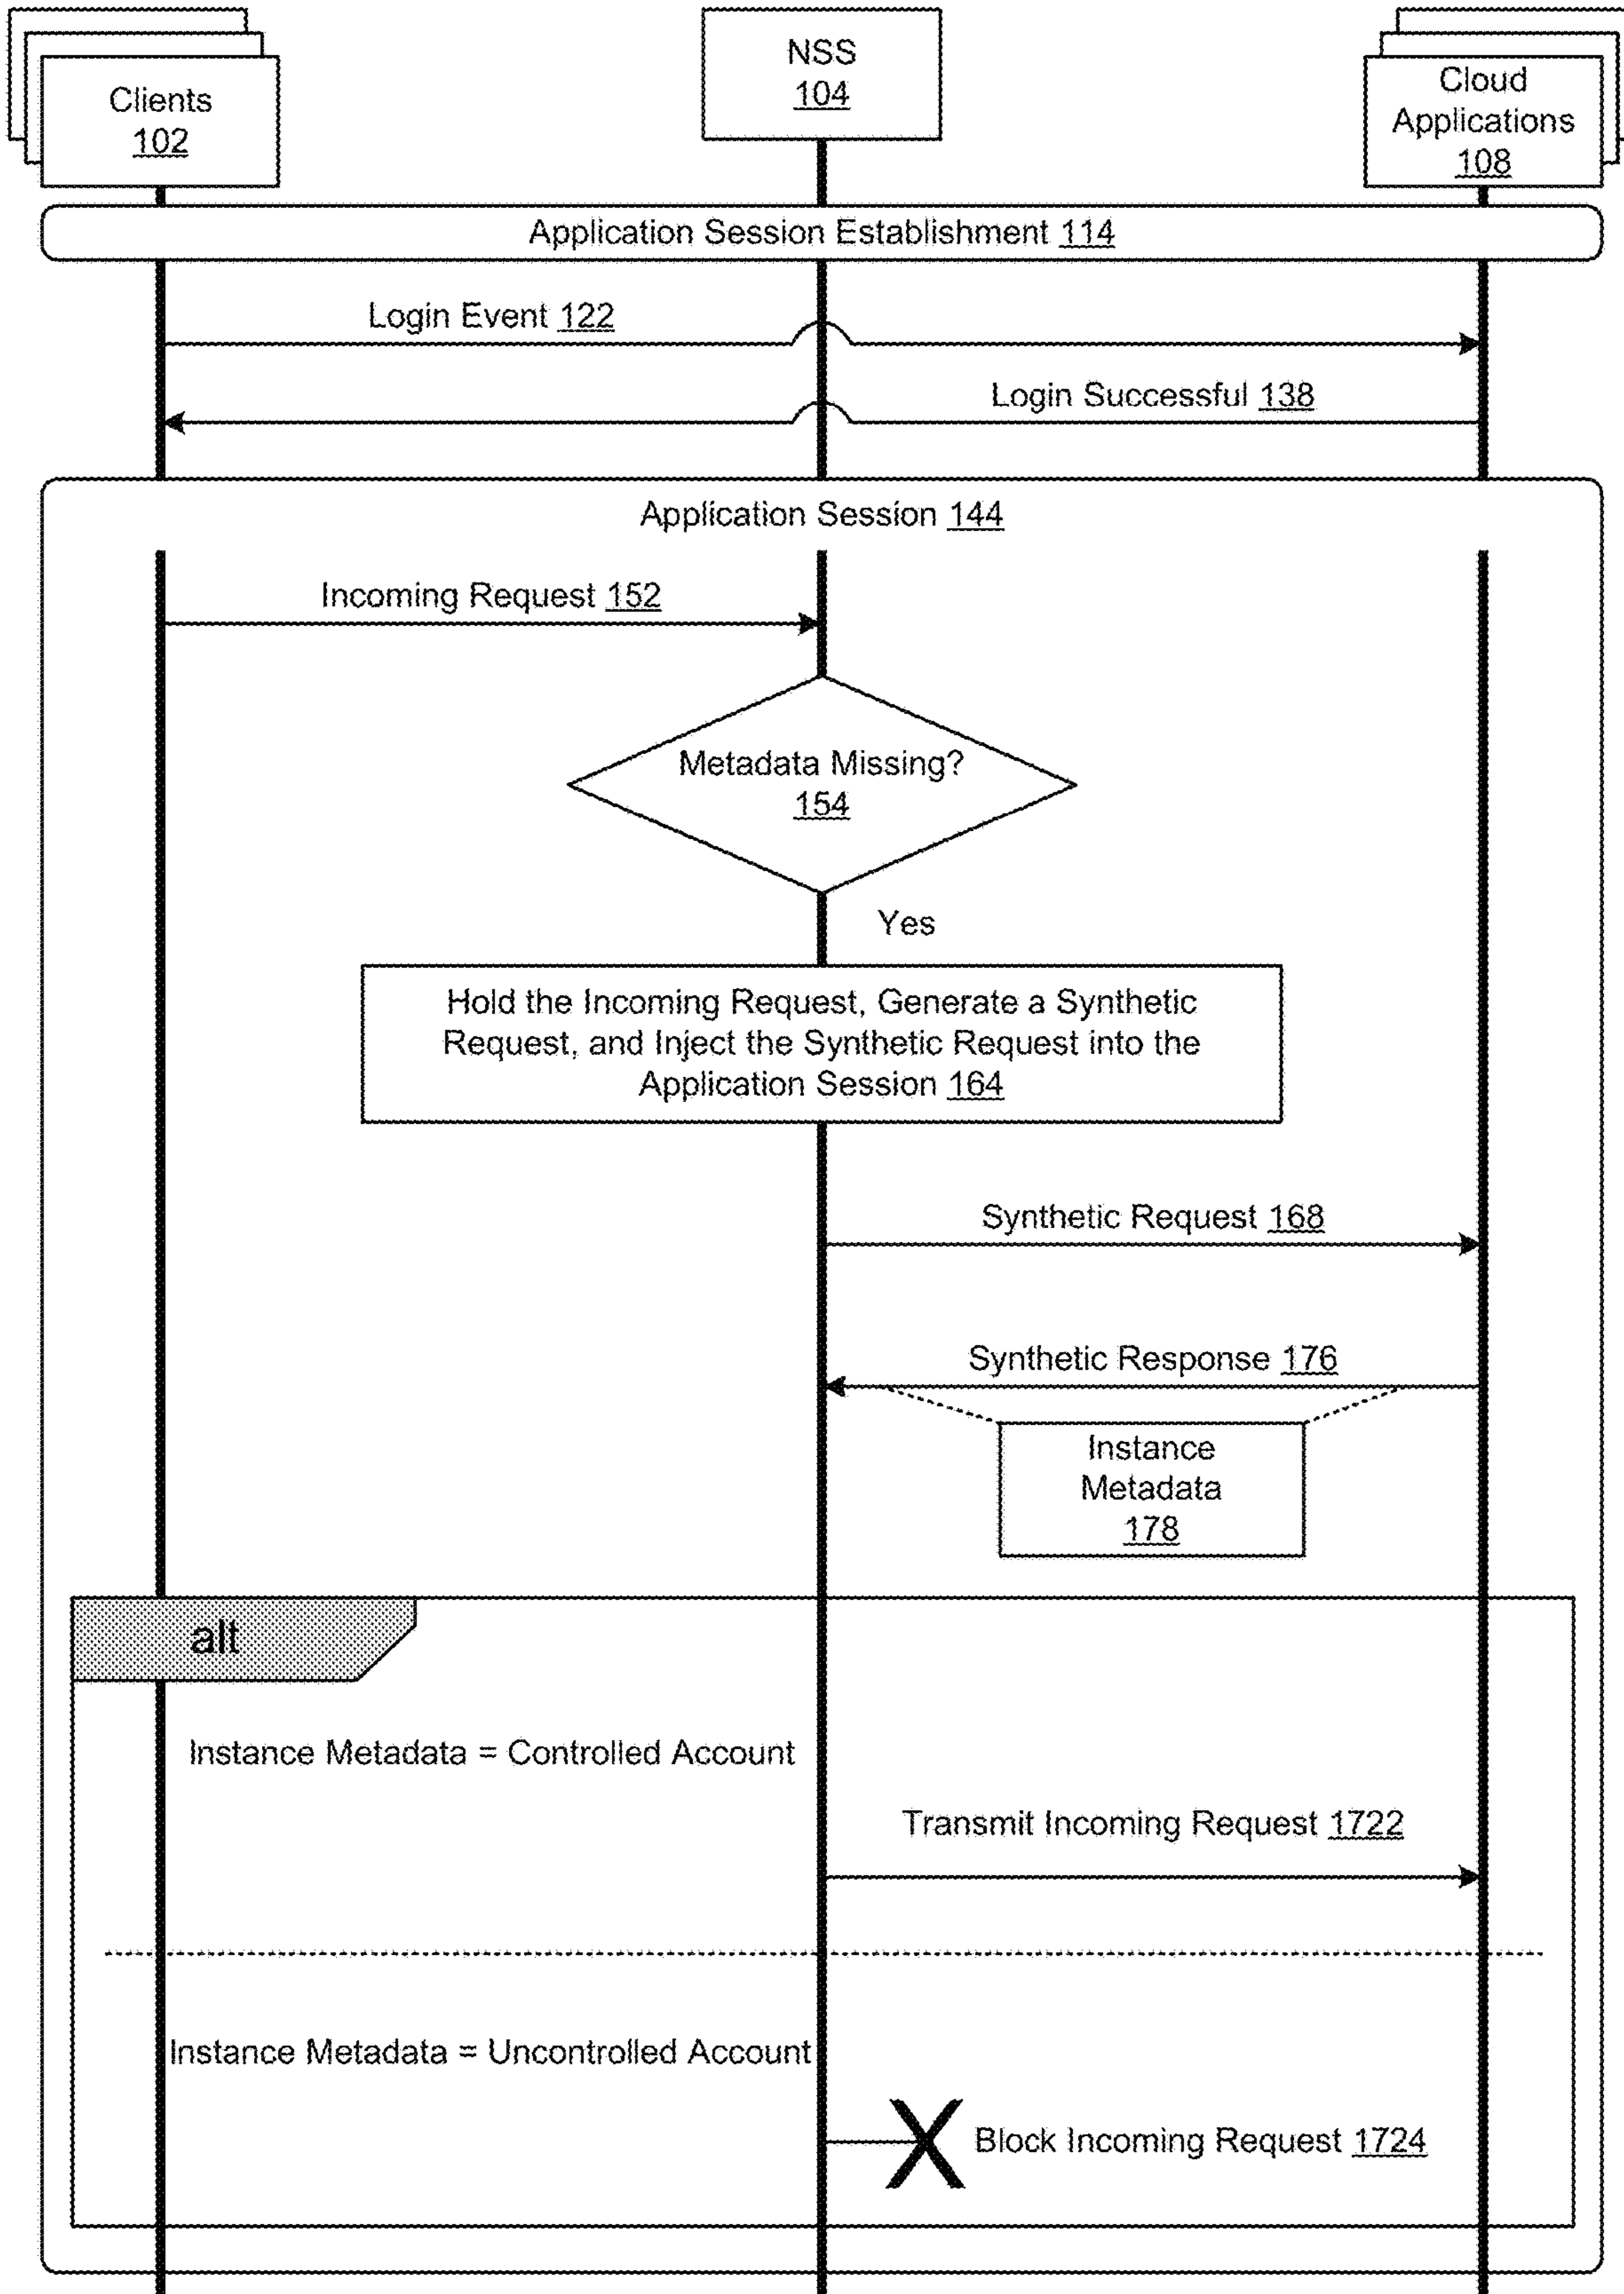 Clients
102
NSS
104
Cloud
Applications
108
Application Session Establishment 114
Login Event 122
Login Successful 138
Application Session 144
Incoming Request 152
Metadata Missing?
154
Yes
Hold the Incoming Request, Generate a Synthetic
Request, and Inject the Synthetic Request into the
Application Session 164
Synthetic Request 168
Synthetic Response 176
Instance
Metadata
178
alt
Instance Metadata = Controlled Account
Transmit Incoming Request 1722
Instance Metadata = Uncontrolled Account
Block Incoming Request 1724